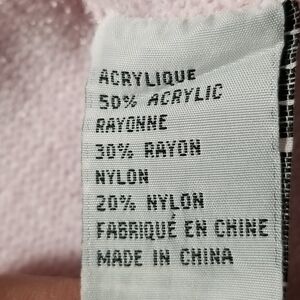 ACRYLIQUE
50% ACRYLIC
RAYONNE
30% RAYON
NYLON
20% NYLON
FABRIQUÉ EN CHINE
MADE IN CHINA